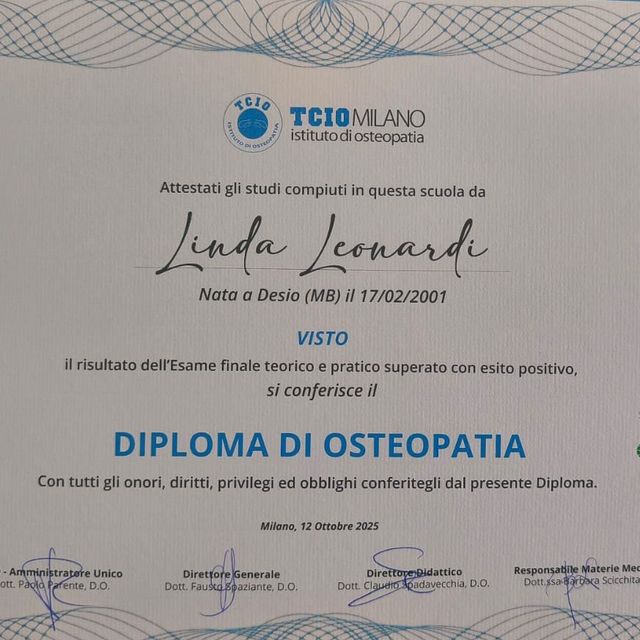 TCIO
ISTITUTO DI OSTEOPATIA
TCIO MILANO
istituto di osteopatia
Attestati gli studi compiuti in questa scuola da
Linda Leonardi
Nata a Desio (MB) il 17/02/2001
VISTO
il risultato dell'Esame finale teorico e pratico superato con esito positivo,
si conferisce il
DIPLOMA DI OSTEOPATIA
Con tutti gli onori, diritti, privilegi ed obblighi conferitegli dal presente Diploma.
Milano, 12 Ottobre 2025
- Amministratore Unico
Paolo Parente, D.O.
Direttore Generale
Dott. Fausto Spaziante, D.O.
Direttore Didattico
Dott. Claudio Spadavecchia, D.O.
Responsabile Materie
Dott.ssa Barbara